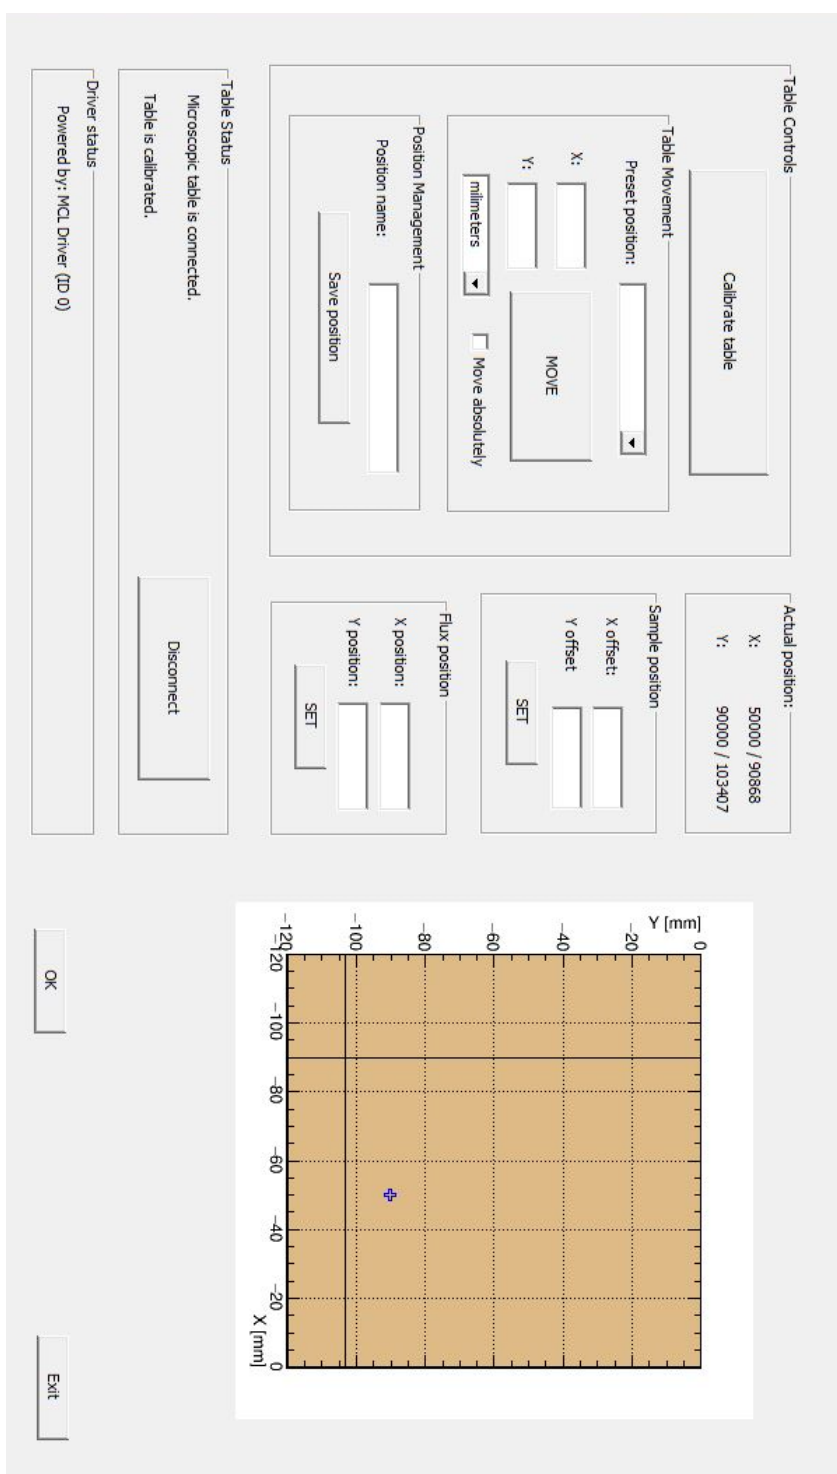 Table Controls
Calibrate table
Table Movement
Preset position:
X:
Y:
MOVE
milimeters
Move absolutely
Position Management
Position name:
Save position
Actual position:
X: 50000 / 90868
Y: 90000 / 103407
Sample position
X offset:
Y offset
SET
Flux position
X position:
Y position:
SET
Table Status
Microscopic table is connected.
Table is calibrated.
Disconnect
Driver status
Powered by: MCL Driver (ID 0)
Y [mm]
0
−20
−40
−60
−80
−100
−120
−120 −100 −80 −60 −40 −20 0
X [mm]
OK
Exit